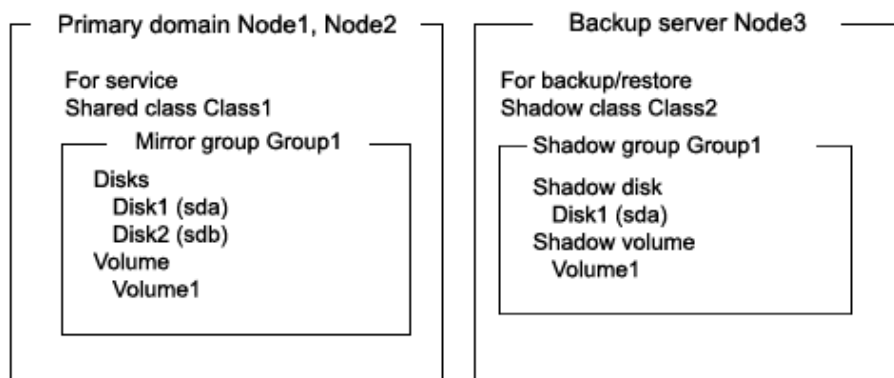 Primary domain Node1, Node2
For service
Shared class Class1
Mirror group Group1
Disks
Disk1 (sda)
Disk2 (sdb)
Volume
Volume1
Backup server Node3
For backup/restore
Shadow class Class2
Shadow group Group1
Shadow disk
Disk1 (sda)
Shadow volume
Volume1